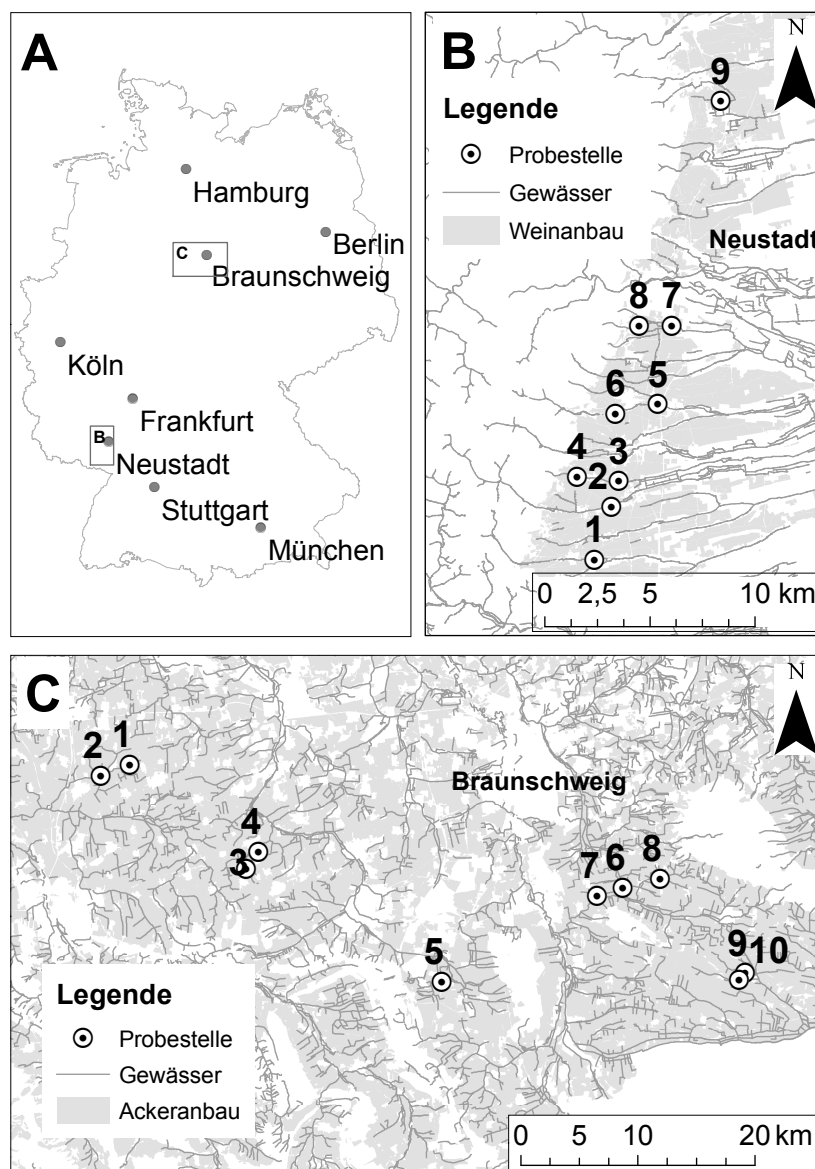 A
Hamburg
Berlin
C
Braunschweig
Köln
Frankfurt
B
Neustadt
Stuttgart
München
B
N
9
Legende
Probestelle
Gewässer
Weinanbau
Neustadt
8 7
6 5
4 3
2
1
0 2,5 5 10 km
C
N
2 1
Braunschweig
4
3
7 6 8
5
9 10
Legende
Probestelle
Gewässer
Ackeranbau
0 5 10 20 km